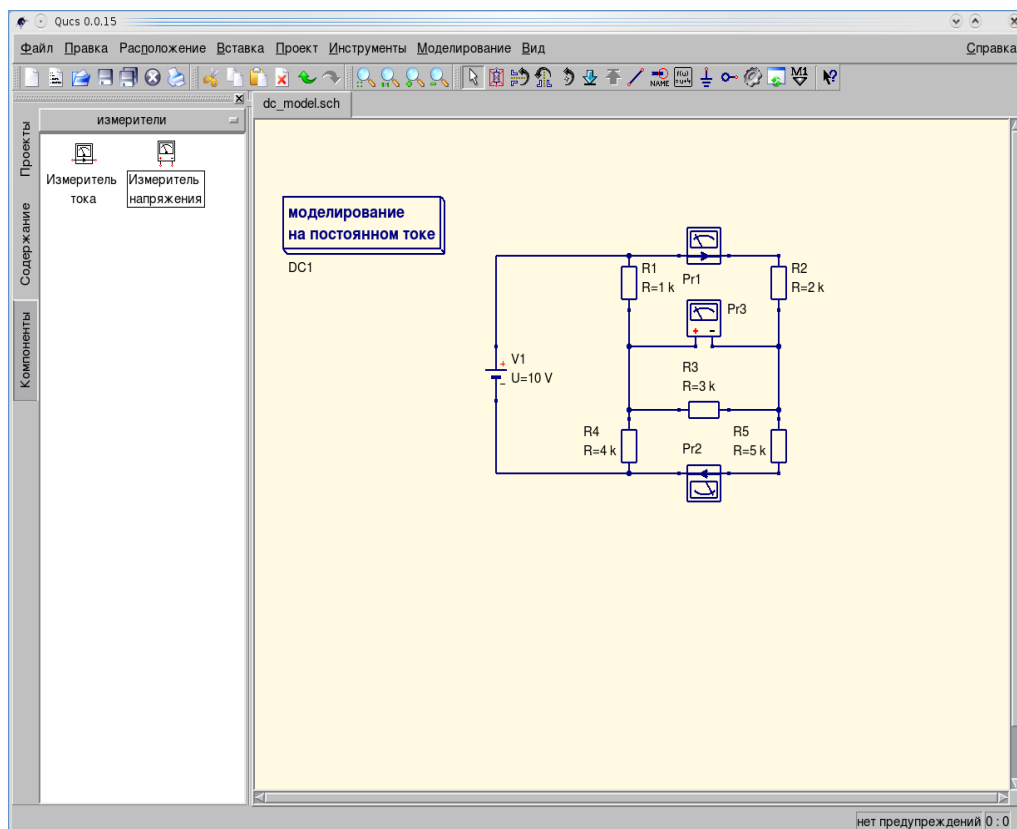 Qucs 0.0.15
Файл Правка Расположение Вставка Проект Инструменты Моделирование Вид Справка
NAME
M1
dc_model.sch
Проекты
Содержание
Компоненты
измерители
Измеритель
тока
Измеритель
напряжения
моделирование
на постоянном токе
DC1
R1
R=1 k
Pr1
R2
R=2 k
Pr3
V1
U=10 V
R3
R=3 k
R4
R=4 k
Pr2
R5
R=5 k
нет предупреждений 0 : 0